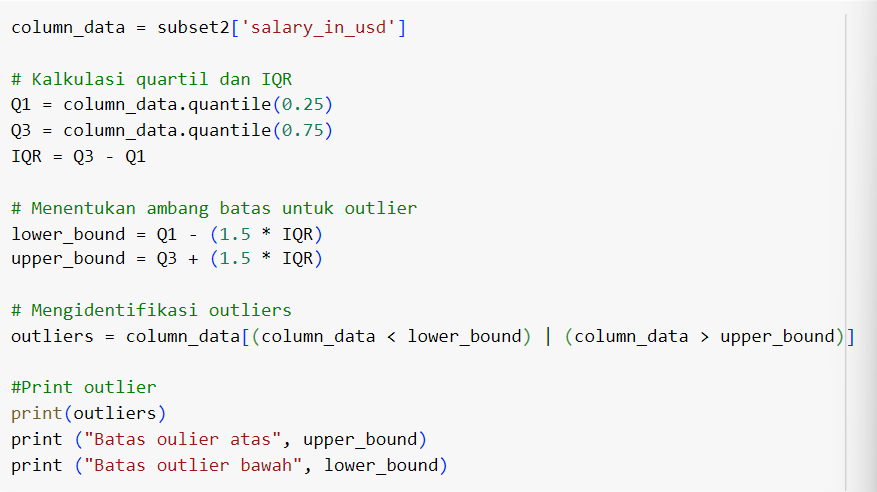 column_data = subset2['salary_in_usd']
# Kalkulasi quartil dan IQR
Q1 = column_data.quantile(0.25)
Q3 = column_data.quantile(0.75)
IQR = Q3 - Q1
# Menentukan ambang batas untuk outlier
lower_bound = Q1 - (1.5 * IQR)
upper_bound = Q3 + (1.5 * IQR)
# Mengidentifikasi outliers
outliers = column_data[(column_data < lower_bound) | (column_data > upper_bound)]
#Print outlier
print(outliers)
print ("Batas oulier atas", upper_bound)
print ("Batas outlier bawah", lower_bound)